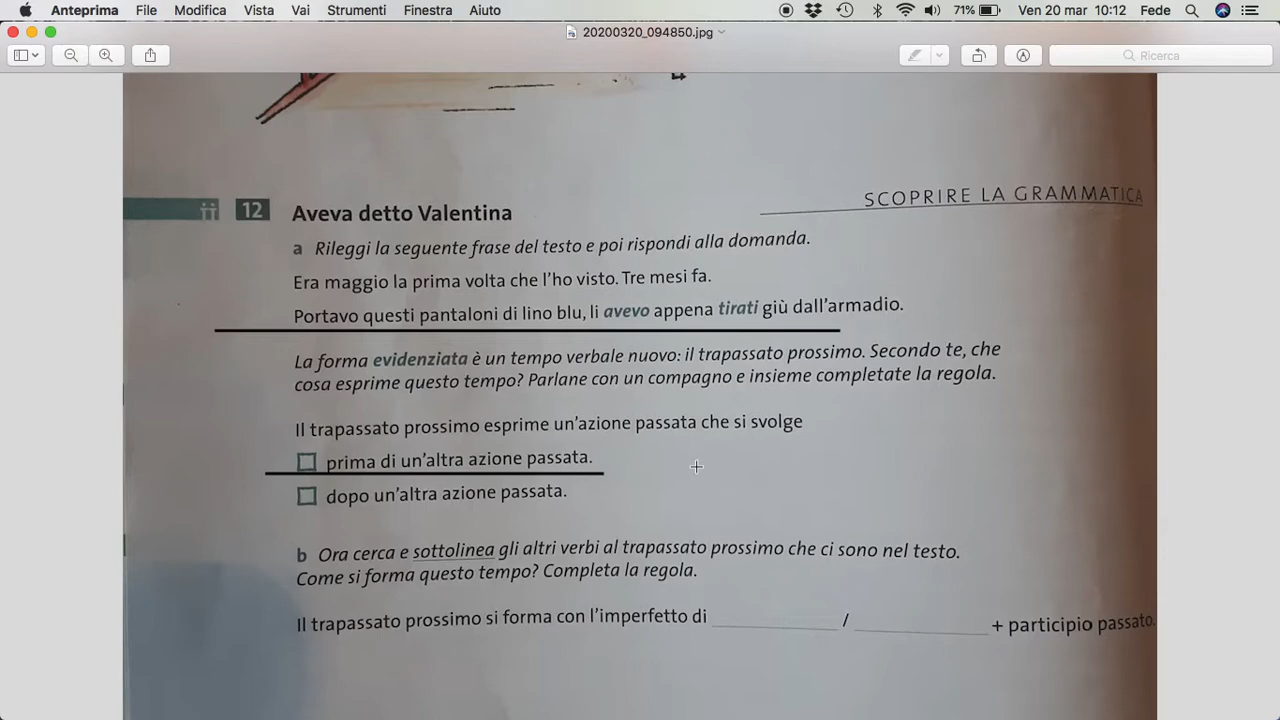 Anteprima File Modifica Vista Vai Strumenti Finestra Aiuto 71% Ven 20 mar 10:12 Fede
20200320_094850.jpg
Ricerca
SCOPRIRE LA GRAMMATICA
12 Aveva detto Valentina
a Rileggi la seguente frase del testo e poi rispondi alla domanda.
Era maggio la prima volta che l'ho visto. Tre mesi fa.
Portavo questi pantaloni di lino blu, li avevo appena tirati giù dall'armadio.
La forma evidenziata è un tempo verbale nuovo: il trapassato prossimo. Secondo te, che
cosa esprime questo tempo? Parlane con un compagno e insieme completate la regola.
Il trapassato prossimo esprime un'azione passata che si svolge
prima di un'altra azione passata.
dopo un'altra azione passata.
b Ora cerca e sottolinea gli altri verbi al trapassato prossimo che ci sono nel testo.
Come si forma questo tempo? Completa la regola.
Il trapassato prossimo si forma con l'imperfetto di / + participio passato.